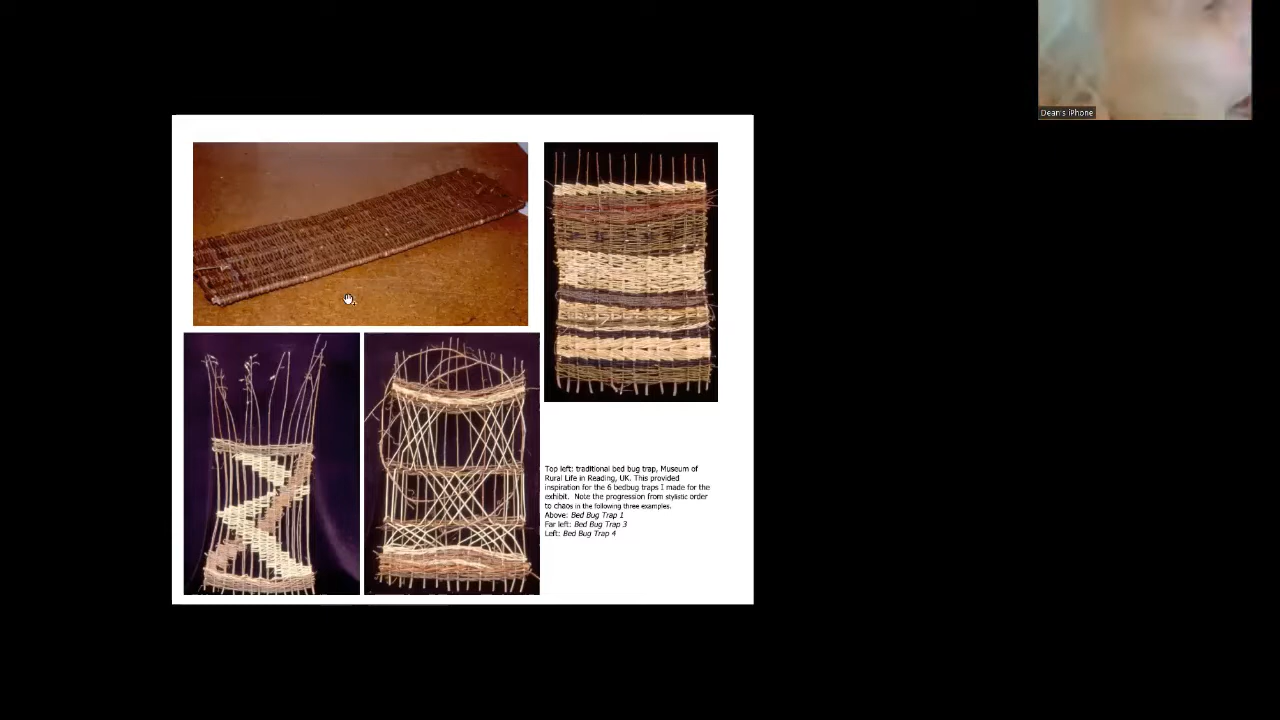 Dean's iPhone
Top left: traditional bed bug trap, Museum of
Rural Life in Reading, UK. This provided
inspiration for the 6 bedbug traps I made for the
exhibit. Note the progression from stylistic order
to chaos in the following three examples.
Above: Bed Bug Trap 1
Far left: Bed Bug Trap 3
Left: Bed Bug Trap 4